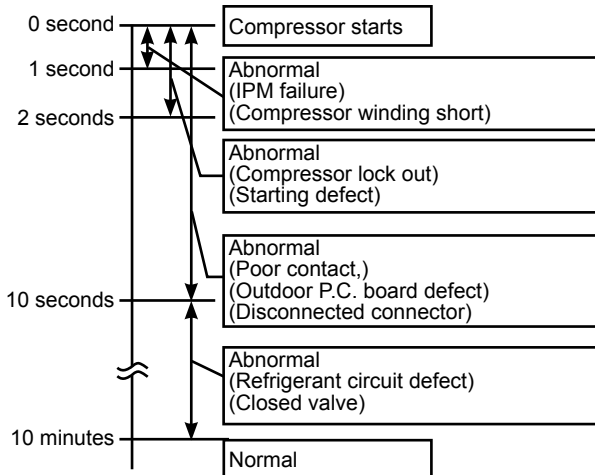 0 second
Compressor starts
1 second
Abnormal
(IPM failure)
(Compressor winding short)
2 seconds
Abnormal
(Compressor lock out)
(Starting defect)
Abnormal
(Poor contact,)
(Outdoor P.C. board defect)
(Disconnected connector)
10 seconds
Abnormal
(Refrigerant circuit defect)
(Closed valve)
10 minutes
Normal